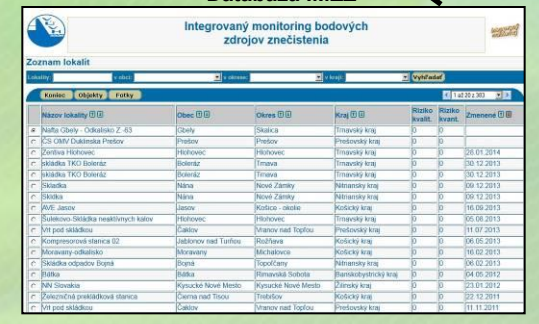 Integrovaný monitoring bodových
zdrojov znečistenia
Zoznam lokalit
Lokality: v obci: v okrese: v kraji: Vyhľadať
Koniec Objekty Fotky 1 až 20 z 383
Názov lokality Obec Okres Kraj Riziko kvalit. Riziko kvant. Zmenené
Nafta Gbely - Odkalisko Z -63 Gbely Skalica Trnavský kraj 0 0
ČS OMV Duklinska Prešov Prešov Prešov Prešovský kraj 0 0
Zentiva Hlohovec Hlohovec Hlohovec Trnavský kraj 0 0 28.01.2014
skládka TKO Boleráz Boleráz Trnava Trnavský kraj 0 0 30.12.2013
skládka TKO Boleráz Boleráz Trnava Trnavský kraj 0 0 30.12.2013
Skladka Nána Nové Zámky Nitriansky kraj 0 0 09.12.2013
Skldka Nána Nové Zámky Nitriansky kraj 0 0 09.12.2013
AVE Jasov Jasov Košice - okolie Košický kraj 0 0 16.09.2013
Šulekovo-Skládka neaktívnych kalov Hlohovec Hlohovec Trnavský kraj 0 0 05.08.2013
Vrt pod skládkou Čaklov Vranov nad Topľou Prešovský kraj 0 0 11.07.2013
Kompresorová stanica 02 Jablonov nad Turňou Rožňava Košický kraj 0 0 06.05.2013
Moravany-odkalisko Moravany Michalovce Košický kraj 0 0 16.02.2013
Skládka odpadov Bojná Bojná Topoľčany Nitriansky kraj 0 0 06.02.2013
Bátka Bátka Rimavská Sobota Banskobystrický kraj 0 0 04.05.2012
NN Slovakia Kysucké Nové Mesto Kysucké Nové Mesto Žilinský kraj 0 0 23.01.2012
Železničná prekládková stanica Čierna nad Tisou Trebišov Košický kraj 0 0 22.12.2011
Vrt pod skládkou Čaklov Vranov nad Topľou Prešovský kraj 0 0 11.11.2011